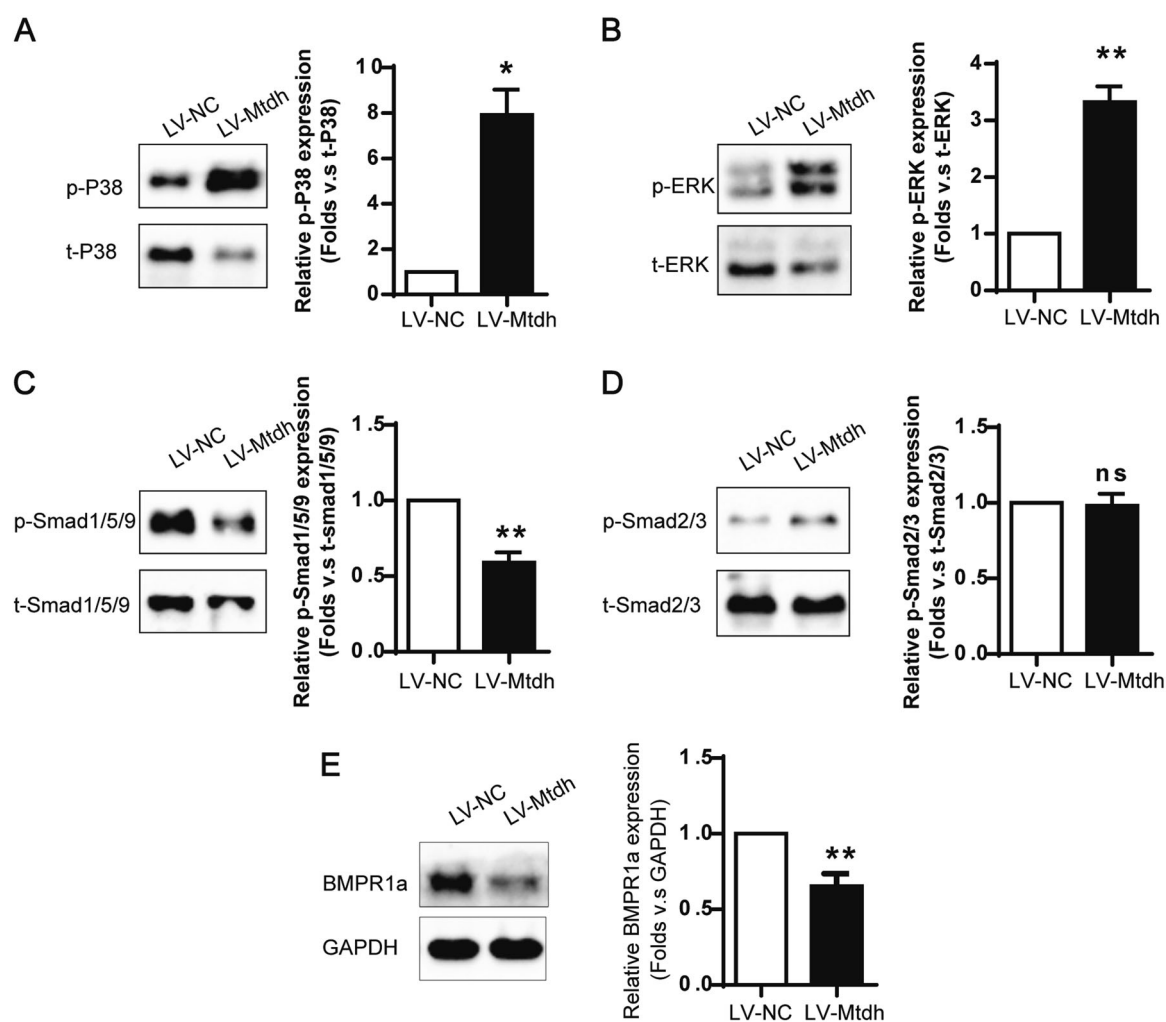 A
LV-NC
LV-Mtdh
p-P38
t-P38
Relative p-P38 expression
(Folds v.s t-P38)
10
8
6
4
2
0
*
LV-NC
LV-Mtdh
B
LV-NC
LV-Mtdh
p-ERK
t-ERK
Relative p-ERK expression
(Folds v.s t-ERK)
4
3
2
1
0
**
LV-NC
LV-Mtdh
C
LV-NC
LV-Mtdh
p-Smad1/5/9
t-Smad1/5/9
Relative p-Smad1/5/9 expression
(Folds v.s t-smad1/5/9)
1.5
1.0
0.5
0.0
**
LV-NC
LV-Mtdh
D
LV-NC
LV-Mtdh
p-Smad2/3
t-Smad2/3
Relative p-Smad2/3 expression
(Folds v.s t-Smad2/3)
1.5
1.0
0.5
0.0
ns
LV-NC
LV-Mtdh
E
LV-NC
LV-Mtdh
BMPR1a
GAPDH
Relative BMPR1a expression
(Folds v.s GAPDH)
1.5
1.0
0.5
0.0
**
LV-NC
LV-Mtdh